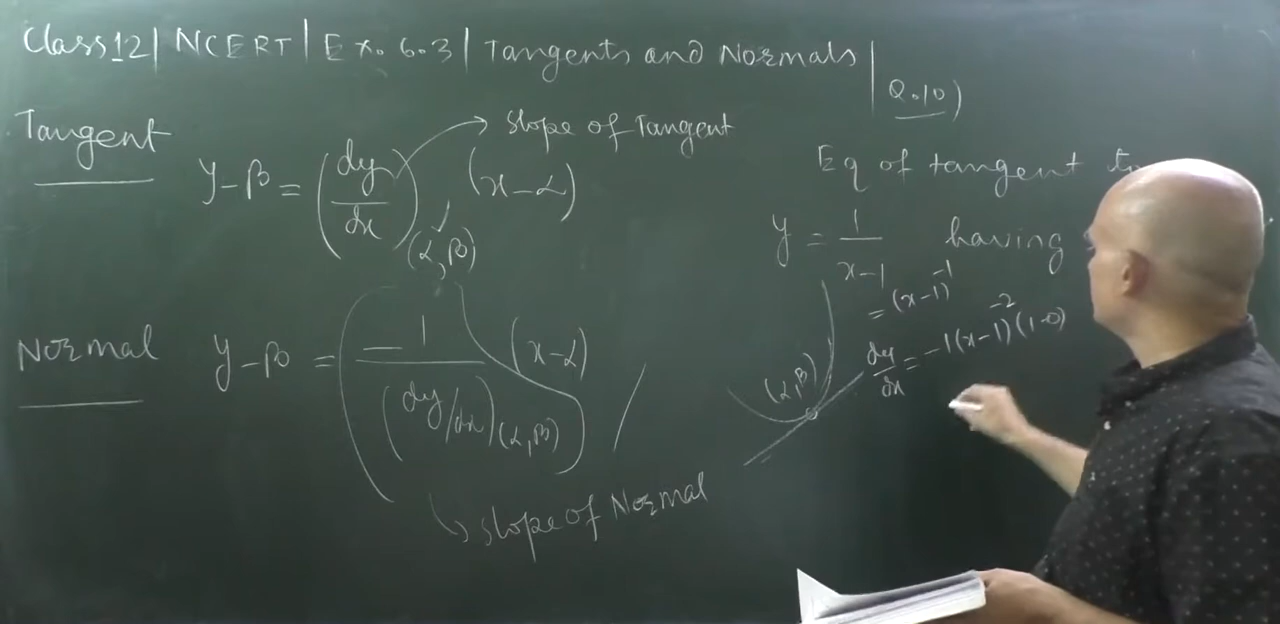 Class 12 | NCERT | Ex. 6.3 | Tangents and Normals | Q.10)
Tangent
y-β = (dy/dx)(α,β) (x-α)
→ Slope of Tangent
Normal
y-β = (-1/(dy/dx)(α,β)) (x-α)
↳ slope of Normal
Eq of tangent to
y = 1/(x-1) having
= (x-1)^-1
dy/dx = -1(x-1)^-2 (1-0)
(α,β)